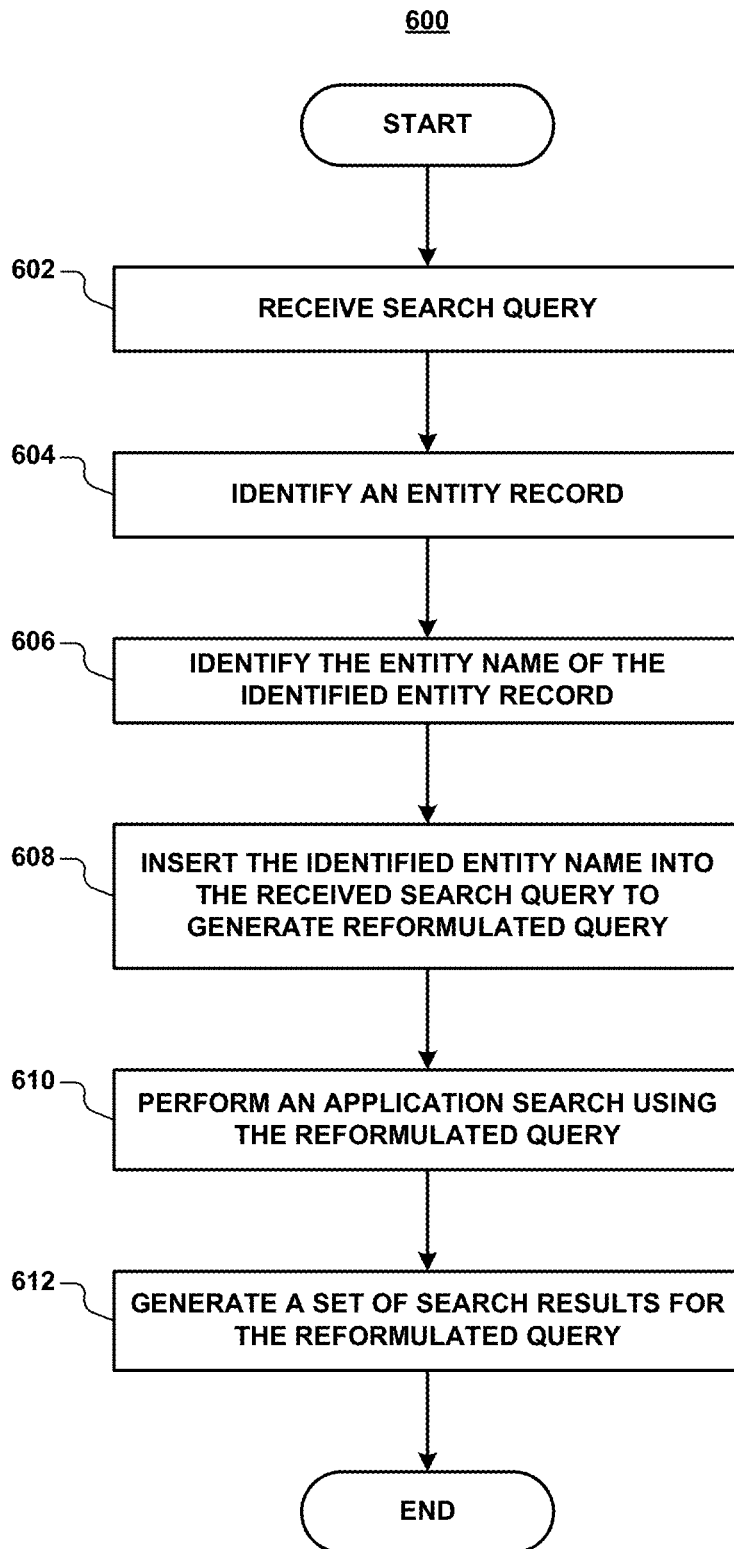 600
START
602
RECEIVE SEARCH QUERY
604
IDENTIFY AN ENTITY RECORD
606
IDENTIFY THE ENTITY NAME OF THE
IDENTIFIED ENTITY RECORD
608
INSERT THE IDENTIFIED ENTITY NAME INTO
THE RECEIVED SEARCH QUERY TO
GENERATE REFORMULATED QUERY
610
PERFORM AN APPLICATION SEARCH USING
THE REFORMULATED QUERY
612
GENERATE A SET OF SEARCH RESULTS FOR
THE REFORMULATED QUERY
END